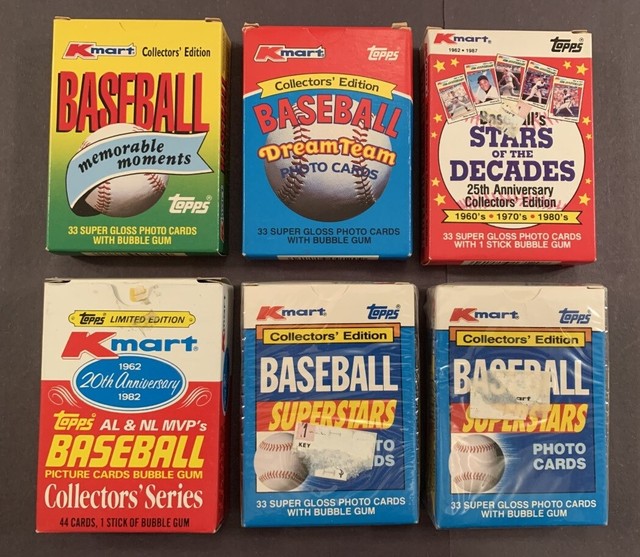 Kmart Collectors' Edition
BASEBALL
memorable
moments
Topps
33 SUPER GLOSS PHOTO CARDS
WITH BUBBLE GUM
Kmart Topps
Collectors' Edition
BASEBALL
Dream Team
PHOTO CARDS
33 SUPER GLOSS PHOTO CARDS
WITH BUBBLE GUM
Kmart Topps
1962 • 1987
Baseball's
STARS
OF THE
DECADES
25th Anniversary
Collectors' Edition
1960's • 1970's • 1980's
33 SUPER GLOSS PHOTO CARDS
WITH 1 STICK BUBBLE GUM
Topps LIMITED EDITION
Kmart
1962
20th Anniversary
1982
Topps AL & NL MVP's
BASEBALL
PICTURE CARDS BUBBLE GUM
Collectors' Series
44 CARDS, 1 STICK OF BUBBLE GUM
Kmart Topps
Collectors' Edition
BASEBALL
SUPERSTARS
KEY
33 SUPER GLOSS PHOTO CARDS
WITH BUBBLE GUM
Kmart Topps
Collectors' Edition
BASEBALL
SUPERSTARS
PHOTO
CARDS
33 SUPER GLOSS PHOTO CARDS
WITH BUBBLE GUM